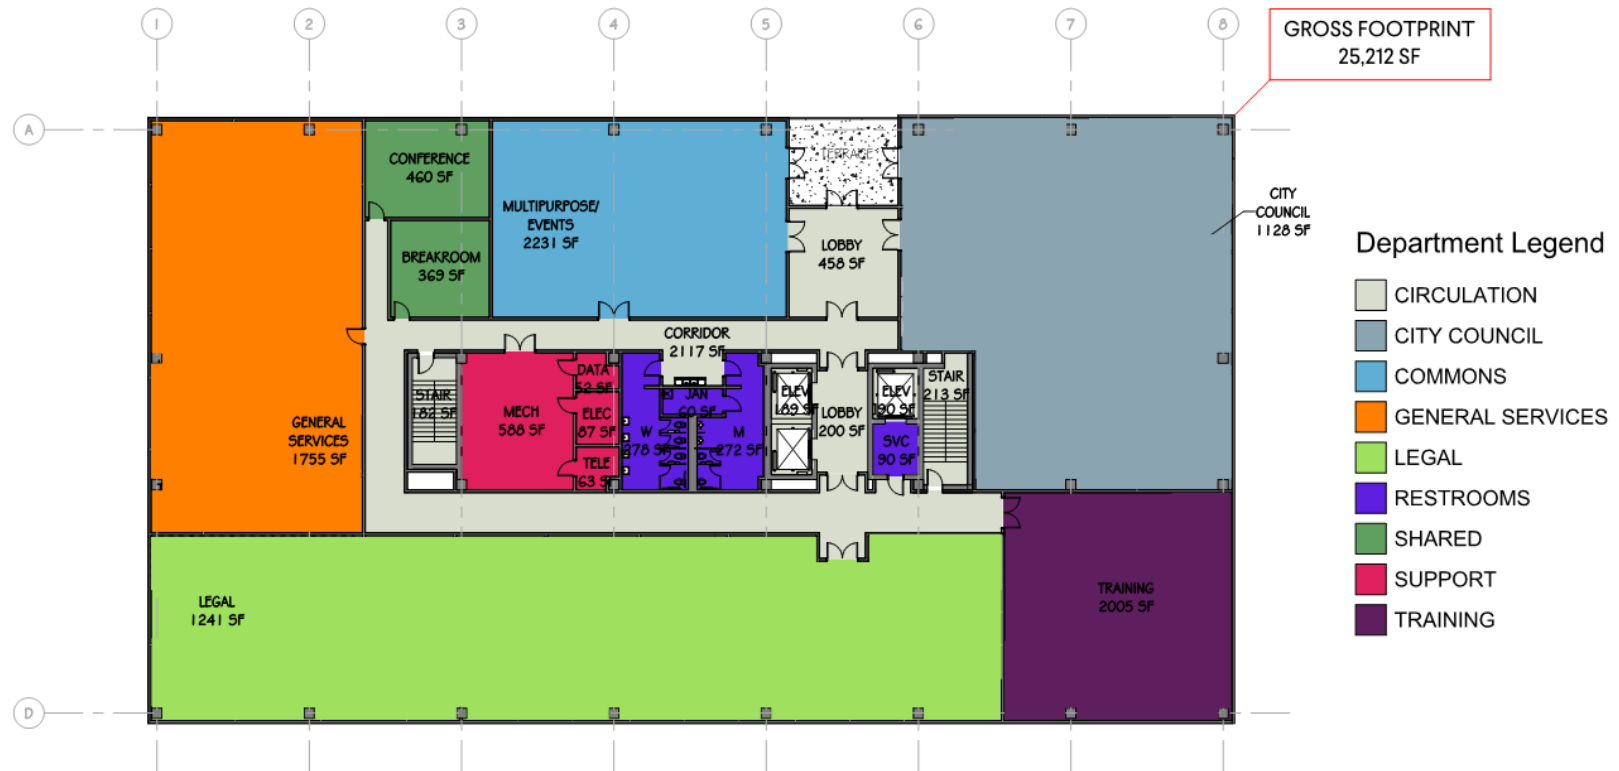 1 2 3 4 5 6 7 8
GROSS FOOTPRINT
25,212 SF
A
TERRACE
CONFERENCE
460 SF
MULTIPURPOSE/
EVENTS
2231 SF
CITY
COUNCIL
1128 SF
BREAKROOM
369 SF
LOBBY
458 SF
CORRIDOR
2117 SF
STAIR
182 SF
MECH
588 SF
DATA
52 SF
ELEC
87 SF
TELE
63 SF
W
278 SF
JAN
60 SF
M
272 SF
ELEV
189 SF
LOBBY
200 SF
ELEV
90 SF
SVC
90 SF
STAIR
213 SF
GENERAL
SERVICES
1755 SF
LEGAL
1241 SF
TRAINING
2005 SF
D
Department Legend
CIRCULATION
CITY COUNCIL
COMMONS
GENERAL SERVICES
LEGAL
RESTROOMS
SHARED
SUPPORT
TRAINING